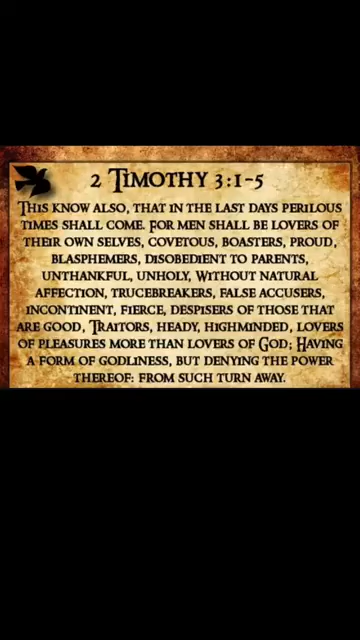 2 Timothy 3:1-5
This know also, that in the last days perilous
times shall come. For men shall be lovers of
their own selves, covetous, boasters, proud,
blasphemers, disobedient to parents,
unthankful, unholy, Without natural
affection, trucebreakers, false accusers,
incontinent, fierce, despisers of those that
are good, Traitors, heady, highminded, lovers
of pleasures more than lovers of God; Having
a form of godliness, but denying the power
thereof: from such turn away.